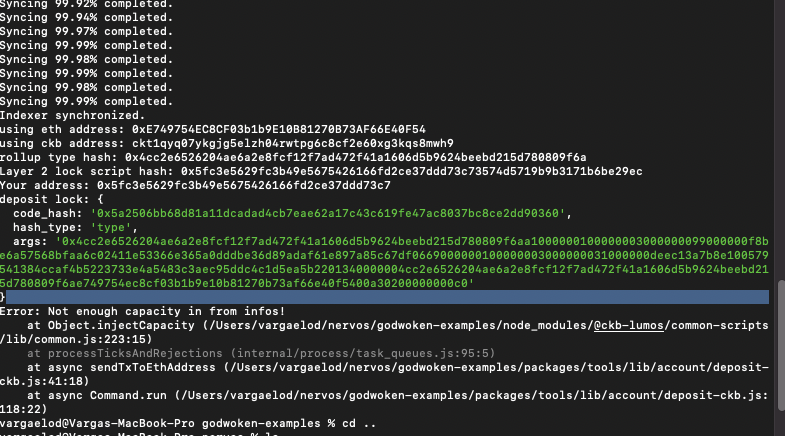 Syncing 99.92% completed.
Syncing 99.94% completed.
Syncing 99.97% completed.
Syncing 99.99% completed.
Syncing 99.98% completed.
Syncing 99.99% completed.
Syncing 99.98% completed.
Syncing 99.99% completed.
Indexer synchronized.
using eth address: 0xE749754EC8CF03b1b9E10B81270B73AF66E40F54
using ckb address: ckt1qyq07ykgjg5elzh04rwtpg6c8cf2e60xg3kqs8mwh9
rollup type hash: 0x4cc2e6526204ae6a2e8fcf12f7ad472f41a1606d5b9624beebd215d780809f6a
Layer 2 lock script hash: 0x5fc3e5629fc3b49e5675426166fd2ce37ddd73c73574d5719b9b3171b6be29ec
Your address: 0x5fc3e5629fc3b49e5675426166fd2ce37ddd73c7
deposit lock: {
code_hash: '0x5a2506bb68d81a11dcadad4cb7eae62a17c43c619fe47ac8037bc8ce2dd90360',
hash_type: 'type',
args: '0x4cc2e6526204ae6a2e8fcf12f7ad472f41a1606d5b9624beebd215d780809f6aa10000001000000030000000099000000f8b
e6a57568bfaa6c02411e53366e365a0dddbe36d89adaf61e897a85c67df066900000010000000300000000031000000deec13a7b8e100579
541384ccaf4b5223733e4a5483c3aec95ddc4c1d5ea5b2201340000004cc2e6526204ae6a2e8fcf12f7ad472f41a1606d5b9624beebd21
5d780809f6ae749754ec8cf03b1b9e10b81270b73af66e40f5400a30200000000c0'
}
Error: Not enough capacity in from infos!
at Object.injectCapacity (/Users/vargaelod/nervos/godwoken-examples/node_modules/@ckb-lumos/common-scripts
/lib/common.js:223:15)
at processTicksAndRejections (internal/process/task_queues.js:95:5)
at async sendTxToEthAddress (/Users/vargaelod/nervos/godwoken-examples/packages/tools/lib/account/deposit-
ckb.js:41:18)
at async Command.run (/Users/vargaelod/nervos/godwoken-examples/packages/tools/lib/account/deposit-ckb.js:
118:22)
vargaelod@Vargas-MacBook-Pro godwoken-examples % cd ..